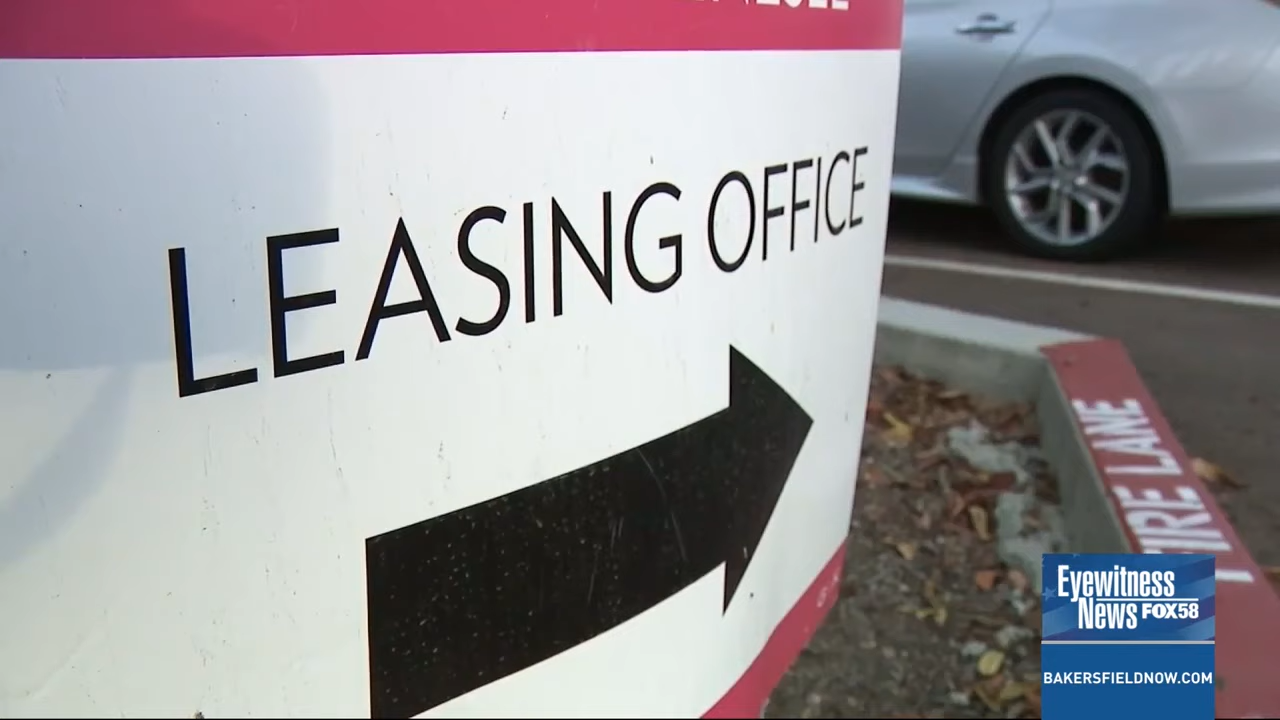 LEASING OFFICE
FIRE LANE
Eyewitness
News FOX58
BAKERSFIELDNOW.COM